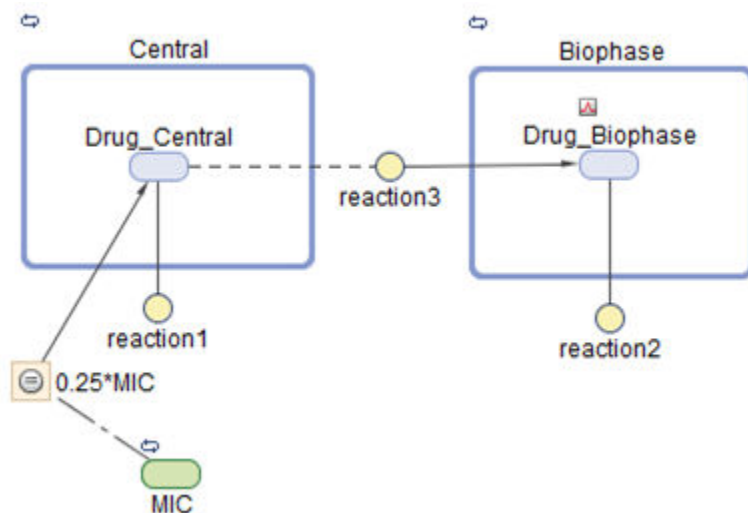 Central
Biophase
Drug_Central
Drug_Biophase
reaction3
reaction1
reaction2
0.25*MIC
MIC